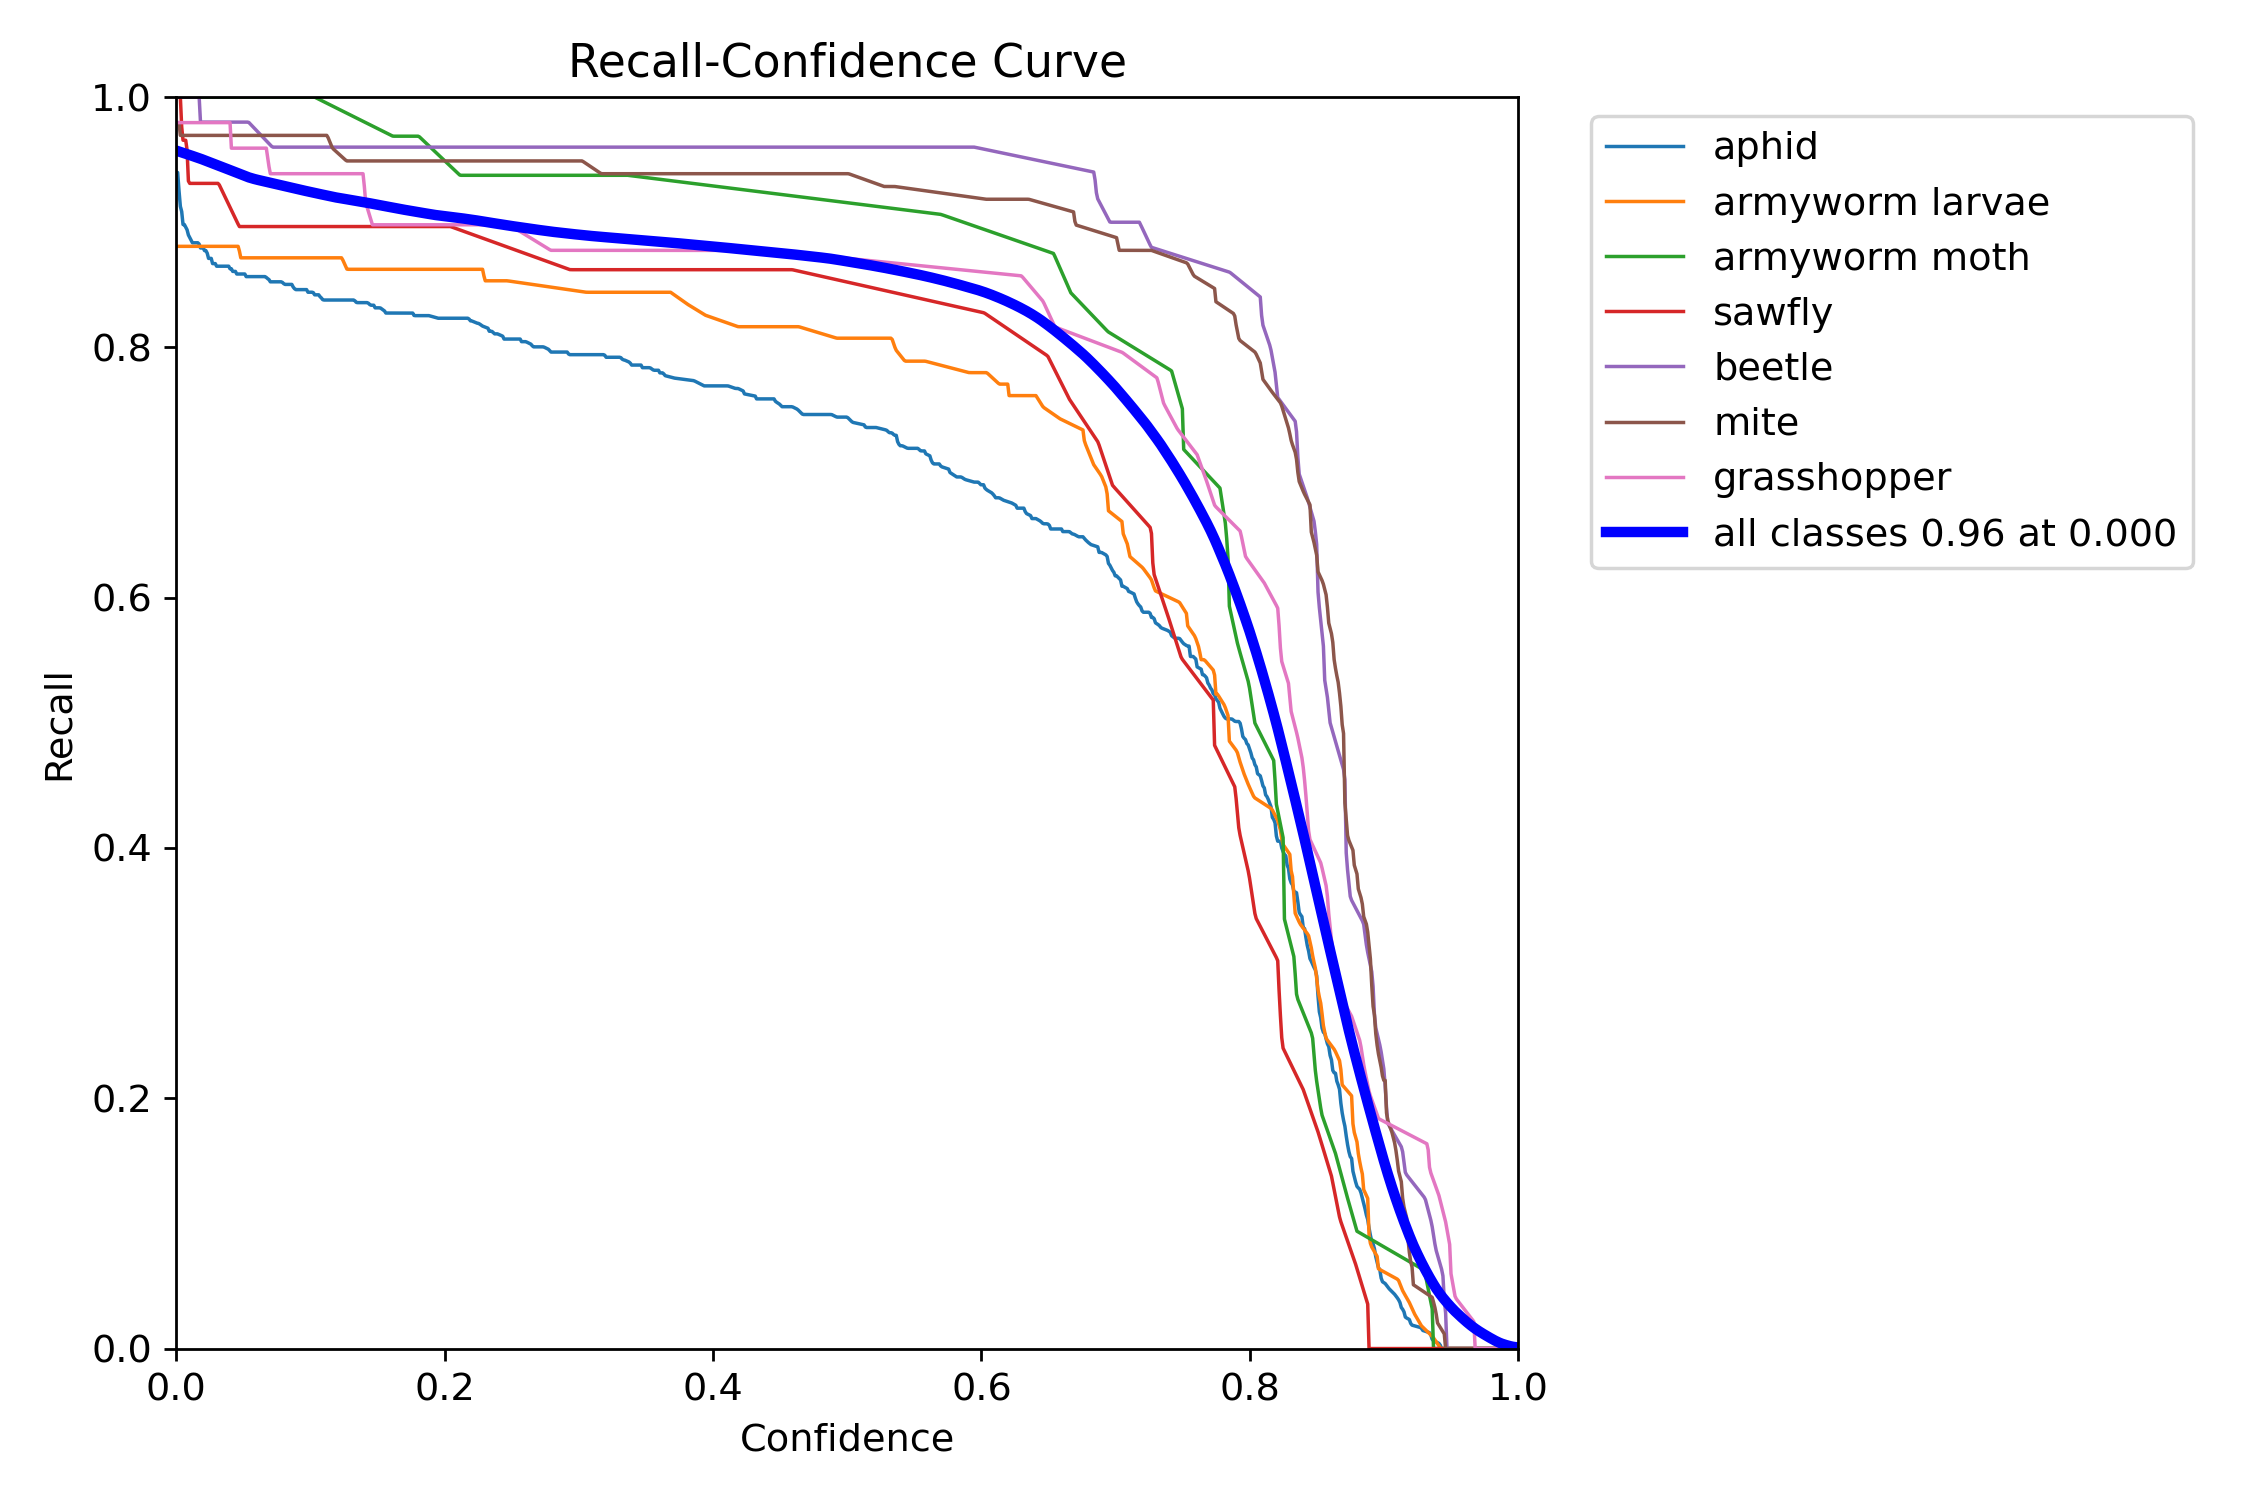 Recall-Confidence Curve
1.0
0.8
0.6
0.4
0.2
0.0
Recall
0.0 0.2 0.4 0.6 0.8 1.0
Confidence
aphid
armyworm larvae
armyworm moth
sawfly
beetle
mite
grasshopper
all classes 0.96 at 0.000